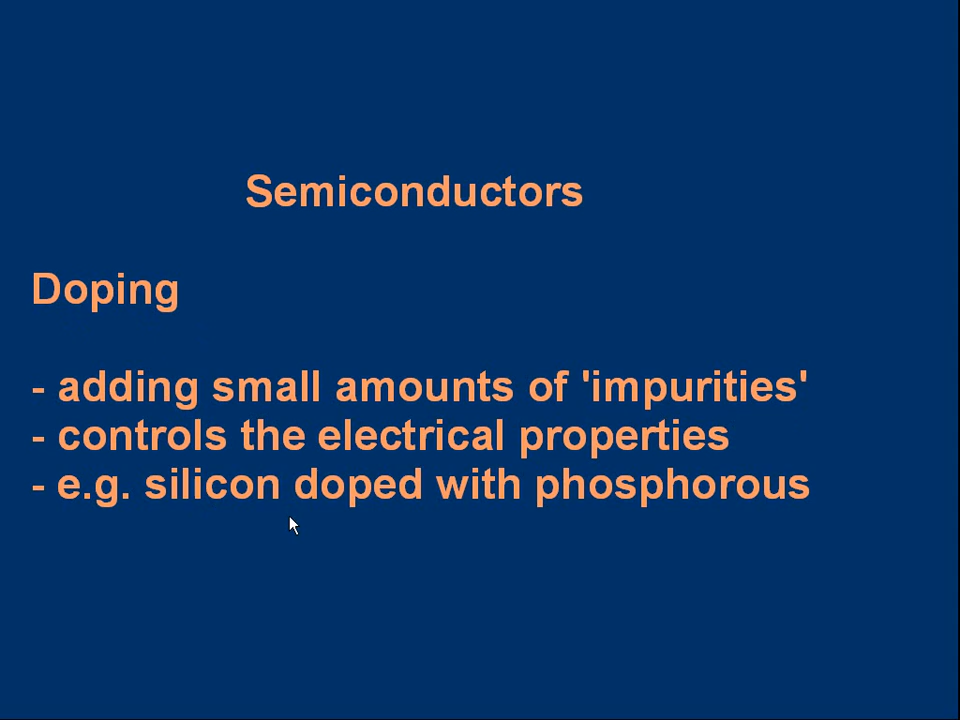 Semiconductors
Doping
- adding small amounts of 'impurities'
- controls the electrical properties
- e.g. silicon doped with phosphorous